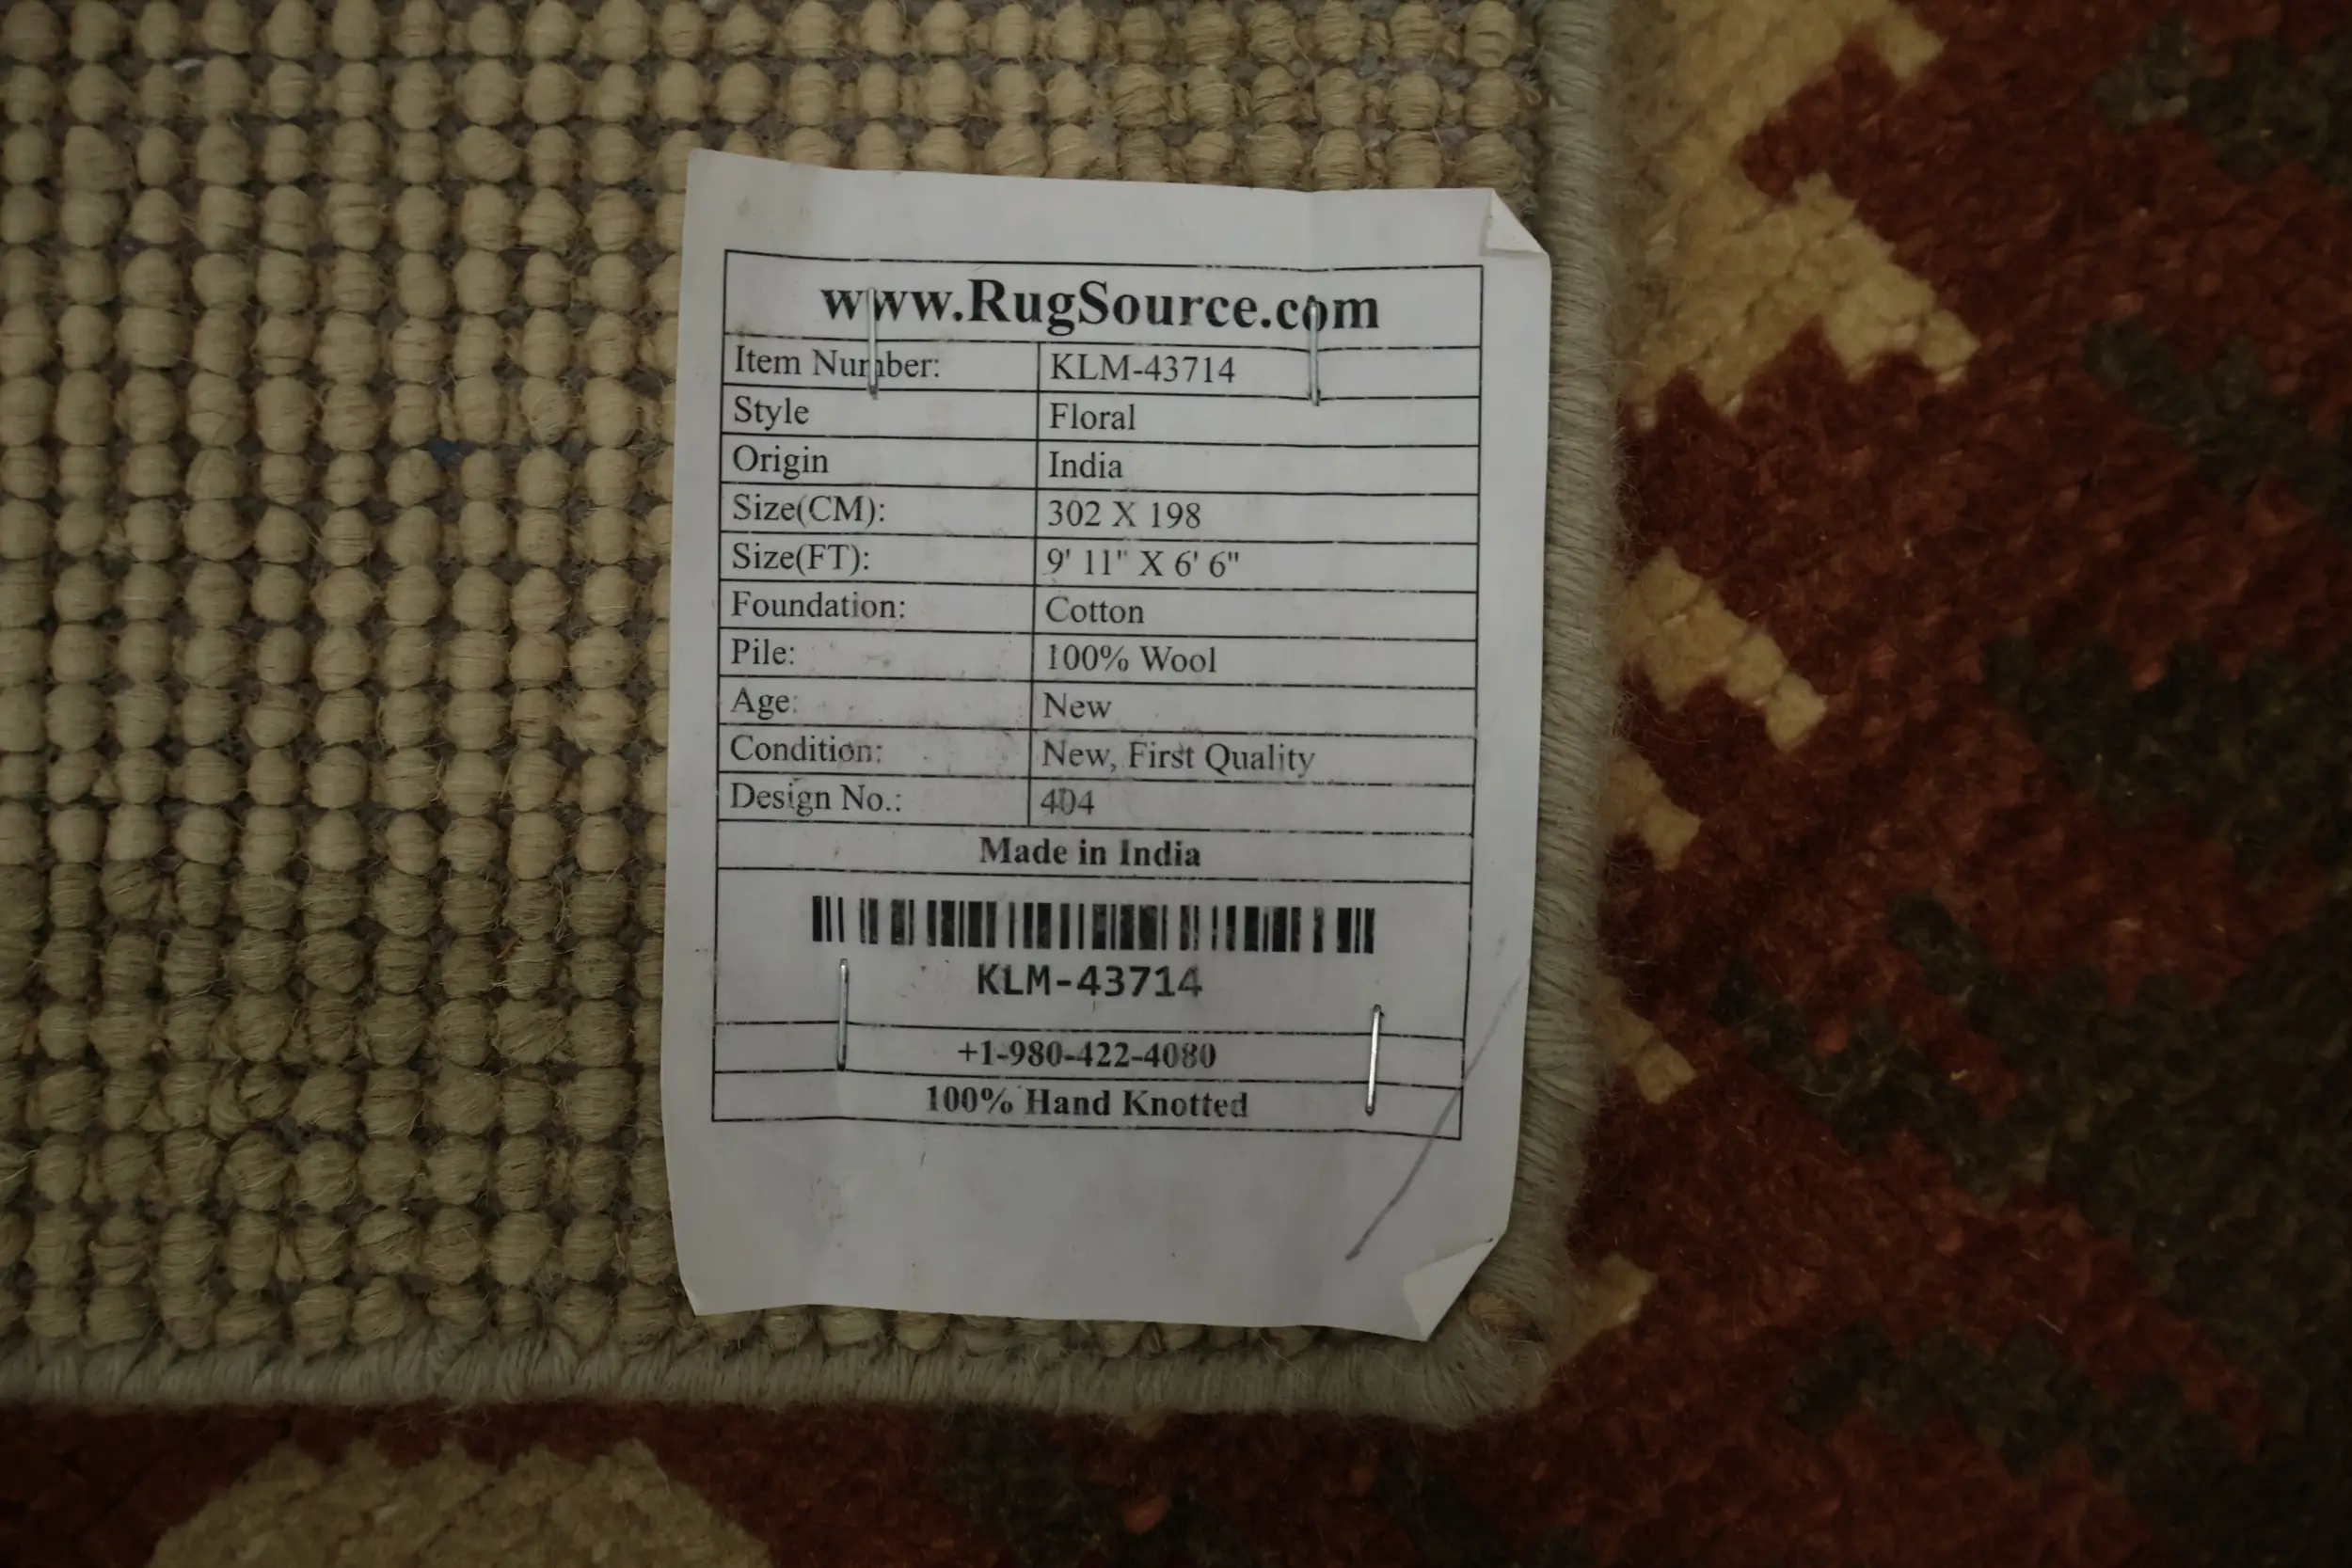 www.RugSource.com
Item Number: KLM-43714
Style Floral
Origin India
Size(CM): 302 X 198
Size(FT): 9' 11" X 6' 6"
Foundation: Cotton
Pile: 100% Wool
Age: New
Condition: New, First Quality
Design No.: 404
Made in India
KLM-43714
+1-980-422-4080
100% Hand Knotted